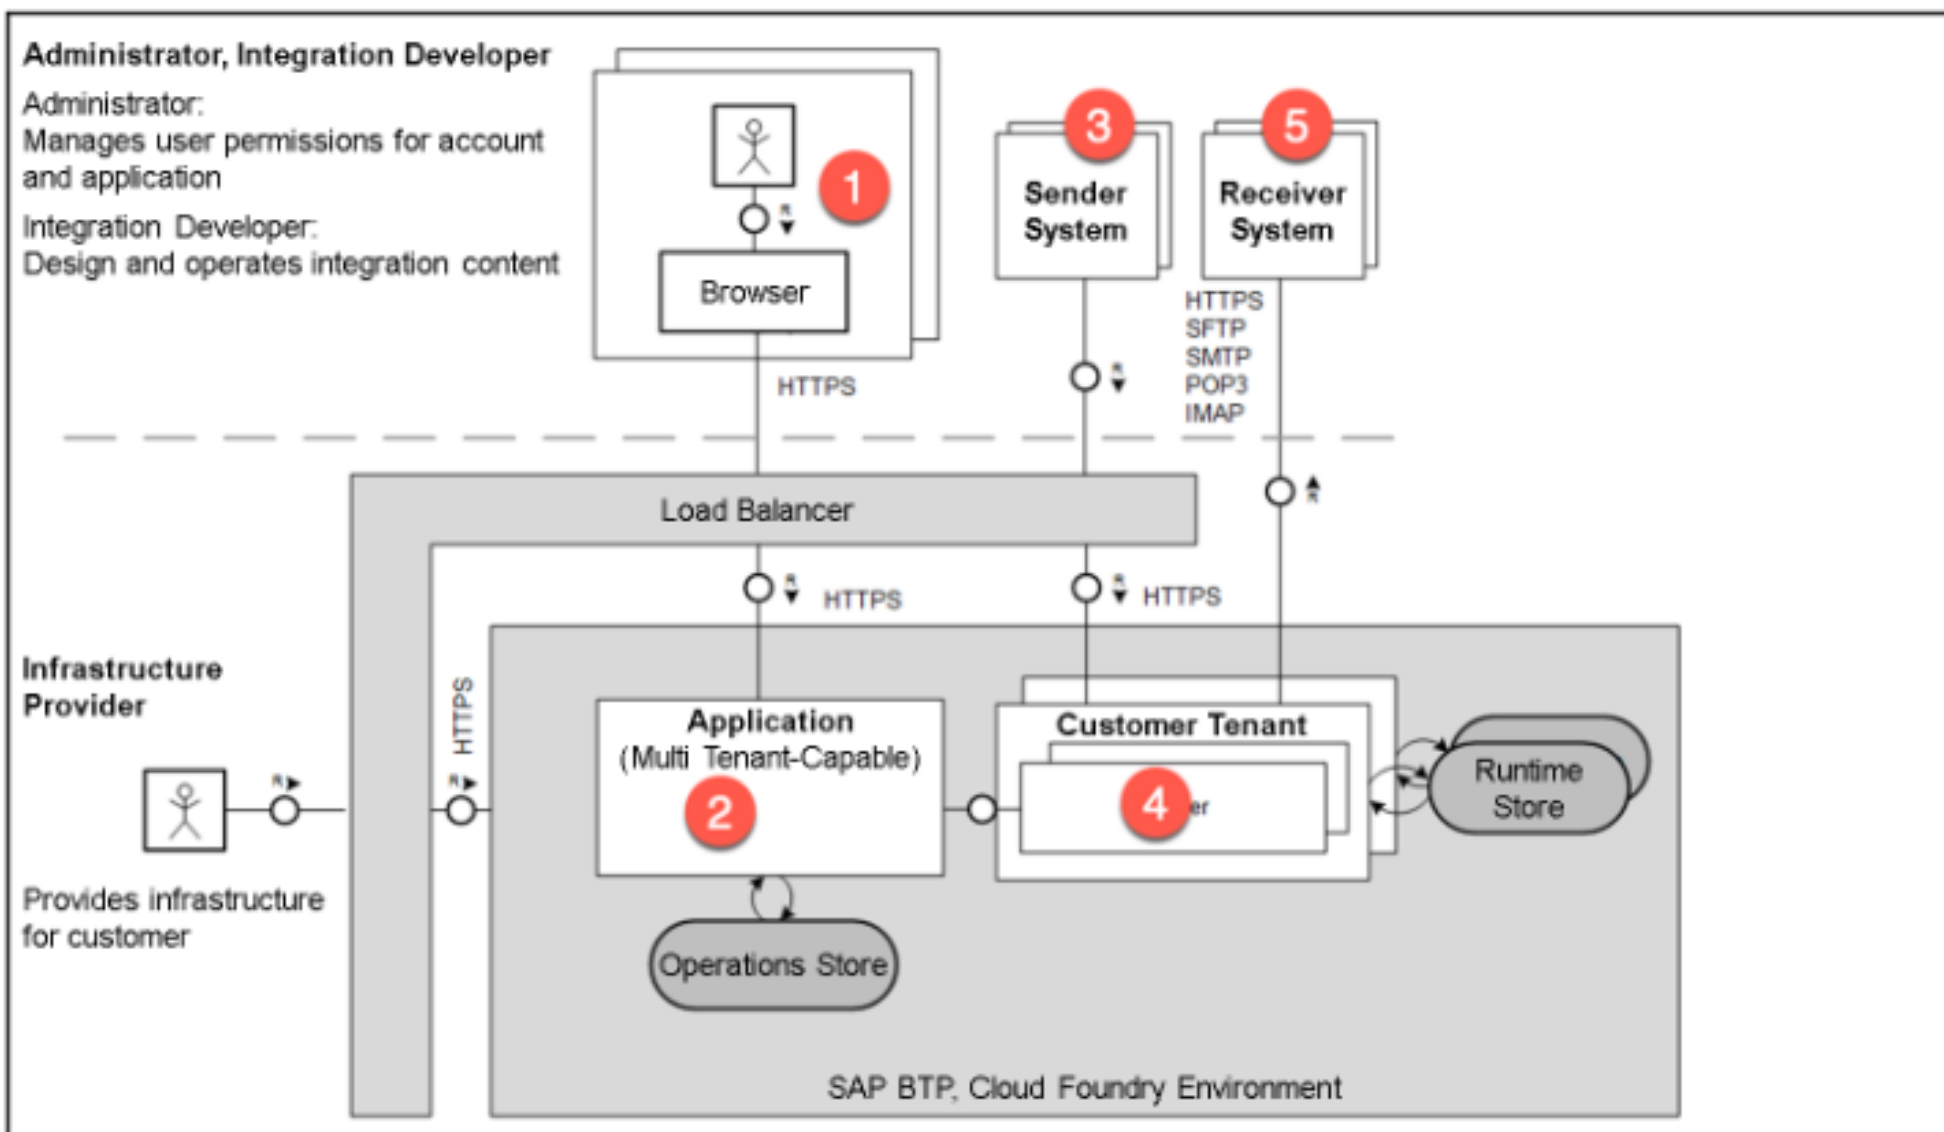 Administrator, Integration Developer
Administrator:
Manages user permissions for account
and application
Integration Developer:
Design and operates integration content
1
R
Browser
HTTPS
3
Sender
System
R
5
Receiver
System
HTTPS
SFTP
SMTP
POP3
IMAP
R
Load Balancer
R
HTTPS
R
HTTPS
Infrastructure
Provider
R
Provides infrastructure
for customer
HTTPS
R
Application
(Multi Tenant-Capable)
2
Operations Store
Customer Tenant
4
er
Runtime
Store
SAP BTP, Cloud Foundry Environment